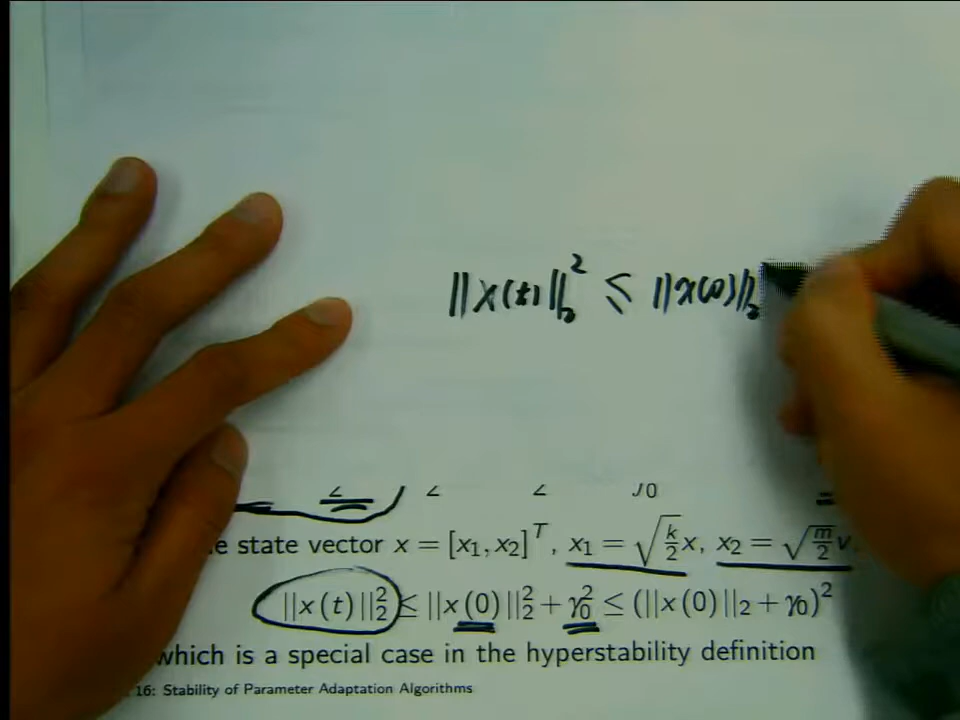 ||x(t)||₂² ≤ ||x(0)||₂
e state vector x = [x₁, x₂]ᵀ, x₁ = √(k/2)x, x₂ = √(m/2)v.
||x(t)||₂² ≤ ||x(0)||₂² + γ₀² ≤ (||x(0)||₂ + γ₀)²
which is a special case in the hyperstability definition
16: Stability of Parameter Adaptation Algorithms